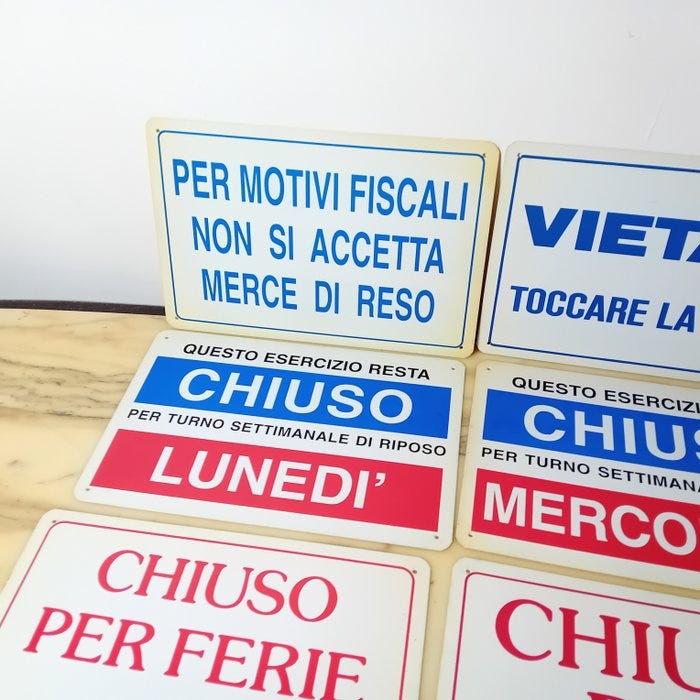 PER MOTIVI FISCALI
NON SI ACCETTA
MERCE DI RESO
VIETA
TOCCARE LA
QUESTO ESERCIZIO RESTA
CHIUSO
PER TURNO SETTIMANALE DI RIPOSO
LUNEDI’
QUESTO ESERCIZI
CHIUS
PER TURNO SETTIMANA
MERCO
CHIUSO
PER FERIE
CHIU